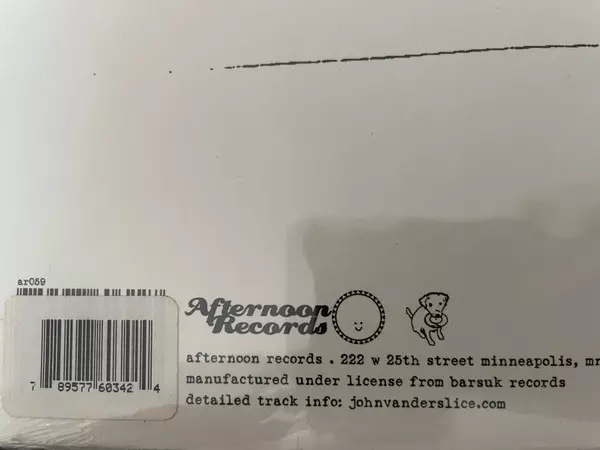 ar059
Afternoon
Records
afternoon records . 222 w 25th street minneapolis, mn
manufactured under license from barsuk records
detailed track info: johnvanderslice.com
7 89577 60342 4